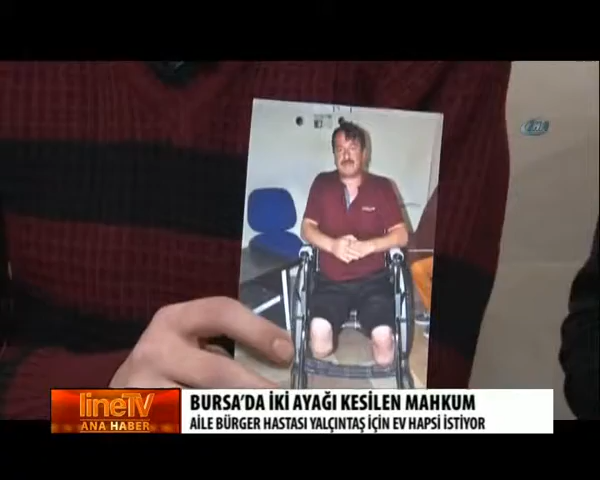 iha
lineTV
ANA HABER
BURSA'DA İKİ AYAĞI KESİLEN MAHKUM
AİLE BÜRGER HASTASI YALÇINTAŞ İÇİN EV HAPSİ İSTİYOR